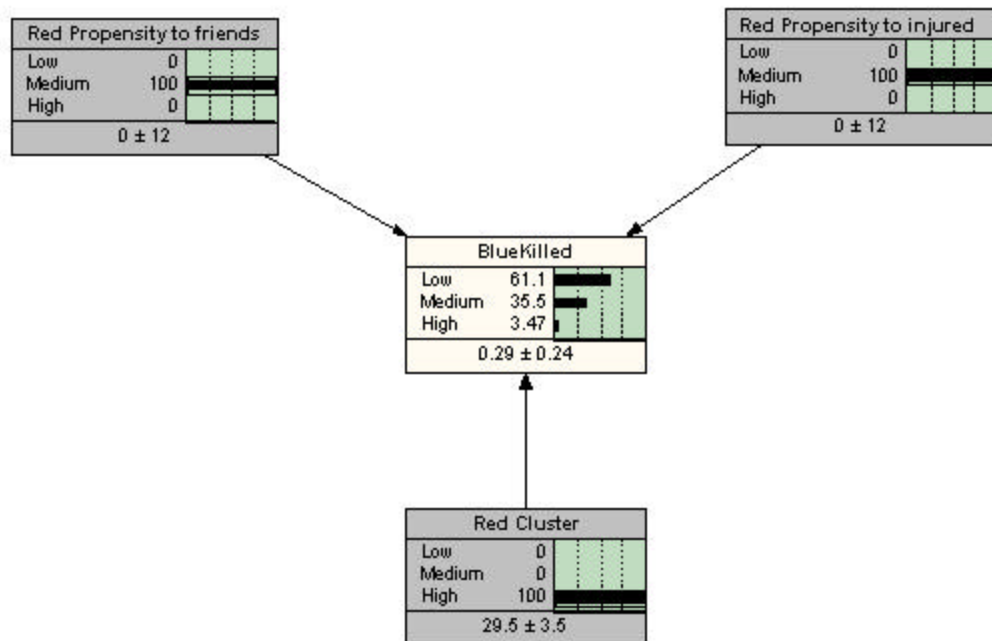 Red Propensity to friends
Low 0
Medium 100
High 0
0 ± 12
Red Propensity to injured
Low 0
Medium 100
High 0
0 ± 12
BlueKilled
Low 61.1
Medium 35.5
High 3.47
0.29 ± 0.24
Red Cluster
Low 0
Medium 0
High 100
29.5 ± 3.5